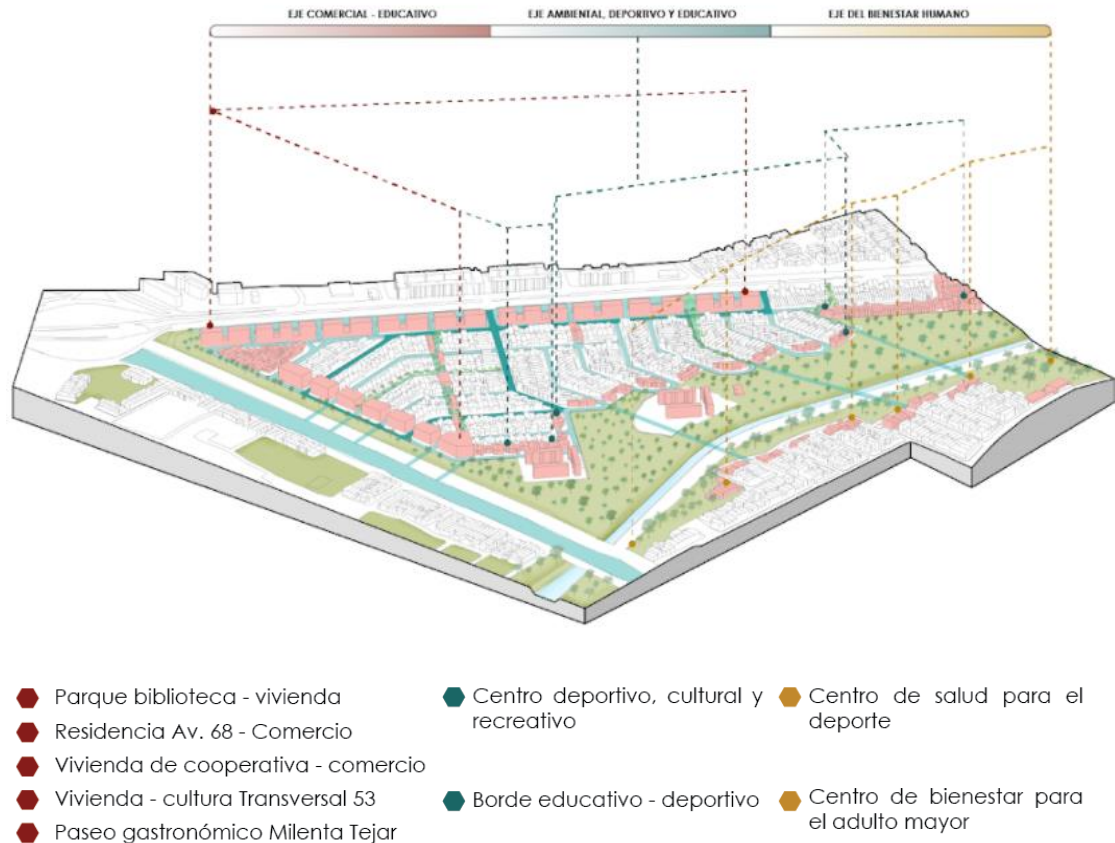 EJE COMERCIAL - EDUCATIVO
EJE AMBIENTAL, DEPORTIVO Y EDUCATIVO
EJE DEL BIENESTAR HUMANO
Parque biblioteca - vivienda
Residencia Av. 68 - Comercio
Vivienda de cooperativa - comercio
Vivienda - cultura Transversal 53
Paseo gastronómico Milenta Tejar
Centro deportivo, cultural y
recreativo
Borde educativo - deportivo
Centro de salud para el
deporte
Centro de bienestar para
el adulto mayor